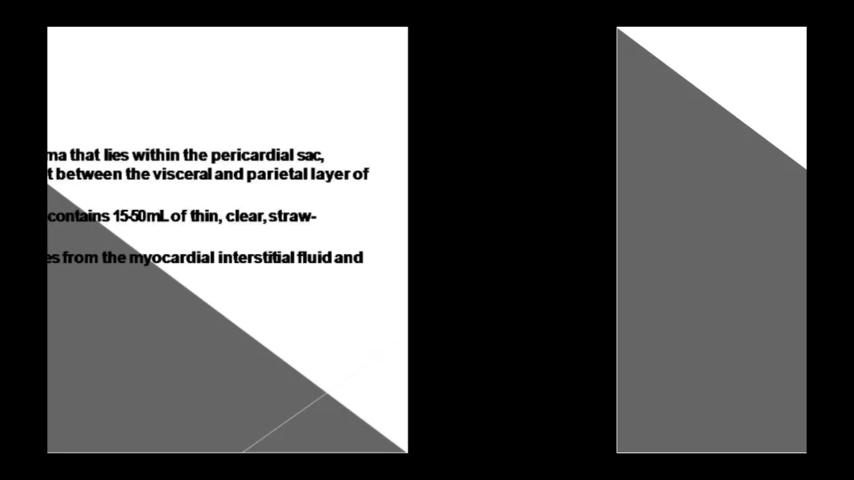 ma that lies within the pericardial sac,
t between the visceral and parietal layer of
contains 15-50mL of thin, clear, straw-
es from the myocardial interstitial fluid and